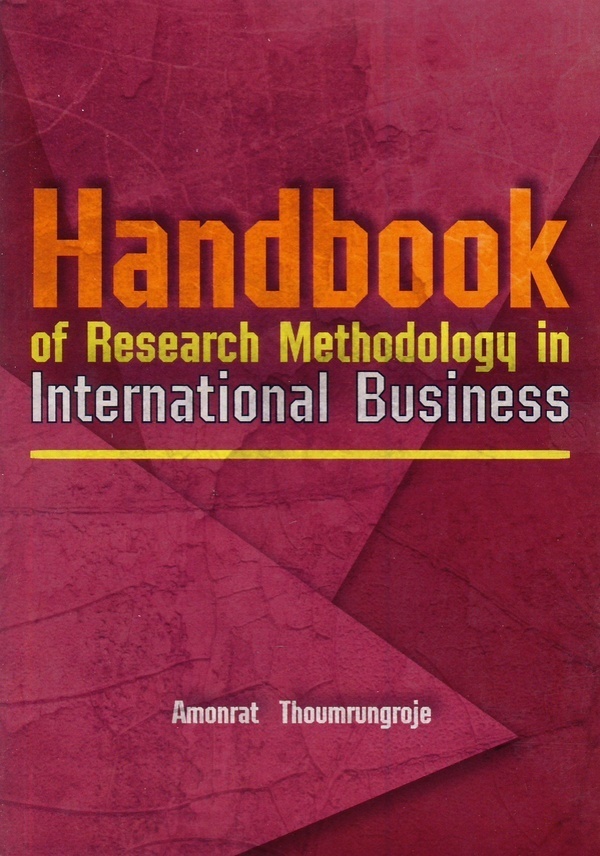 Handbook
of Research Methodology in
International Business
Amonrat Thoumrungroje